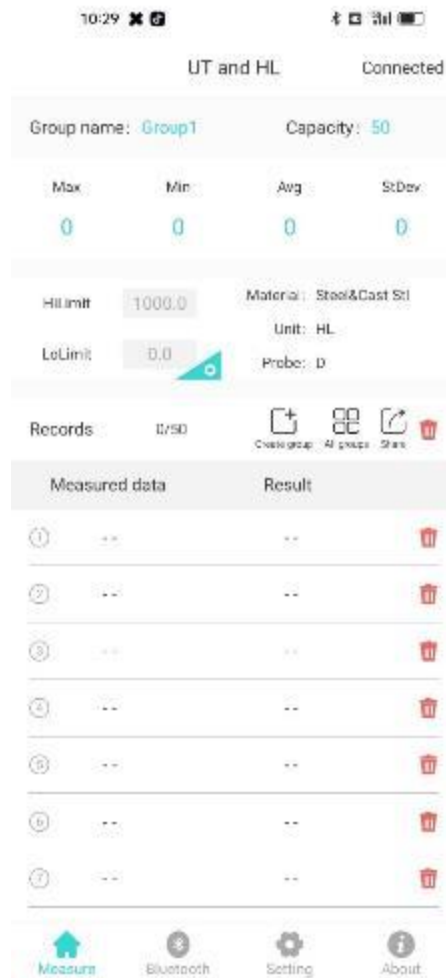 10:29
UT and HL Connected
Group name: Group1 Capacity: 50
Max Min Avg StDev
0 0 0 0
HiLimit 1000.0 Material: Steel&Cast Stl
Unit: HL
LoLimit 0.0 Probe: D
Records 0/50 Create group All groups Share
Measured data Result
1 -- --
2 -- --
3 -- --
4 -- --
5 -- --
6 -- --
7 -- --
Measure Bluetooth Setting About